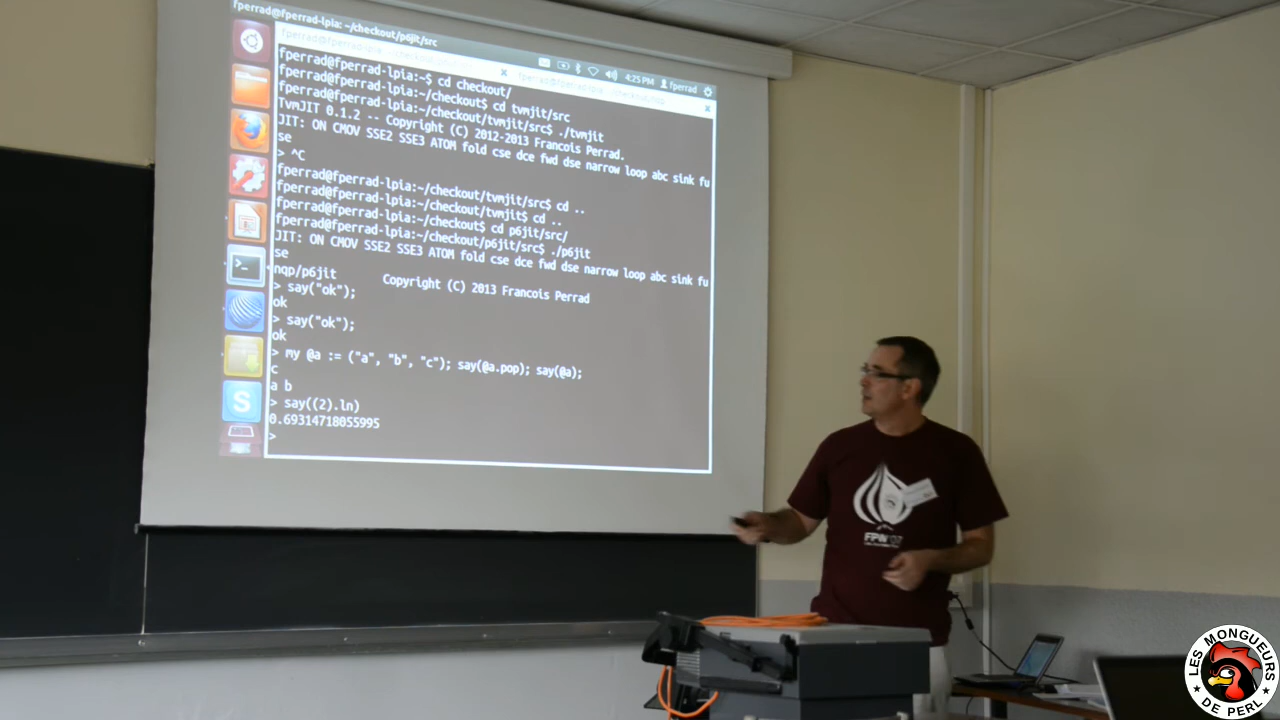 fperrad@fperrad-lpia: ~/checkout/p6jit/src
4:25 PM fperrad
fperrad@fperrad-lpia:~$ cd checkout/
fperrad@fperrad-lpia:~/checkout$ cd tvmjit/src
fperrad@fperrad-lpia:~/checkout/tvmjit/src$ ./tvmjit
TvmJIT 0.1.2 -- Copyright (C) 2012-2013 Francois Perrad.
JIT: ON CMOV SSE2 SSE3 ATOM fold cse dce fwd dse narrow loop abc sink fu
se
> ^C
fperrad@fperrad-lpia:~/checkout/tvmjit/src$ cd ..
fperrad@fperrad-lpia:~/checkout/tvmjit$ cd ..
fperrad@fperrad-lpia:~/checkout$ cd p6jit/src/
fperrad@fperrad-lpia:~/checkout/p6jit/src$ ./p6jit
JIT: ON CMOV SSE2 SSE3 ATOM fold cse dce fwd dse narrow loop abc sink fu
se
nqp/p6jit Copyright (C) 2013 Francois Perrad
> say("ok");
ok
> say("ok");
ok
> my @a := ("a", "b", "c"); say(@a.pop); say(@a);
c
a b
> say((2).ln)
0.69314718055995
>
S
FPW
LES MONGUEURS
DE PERL